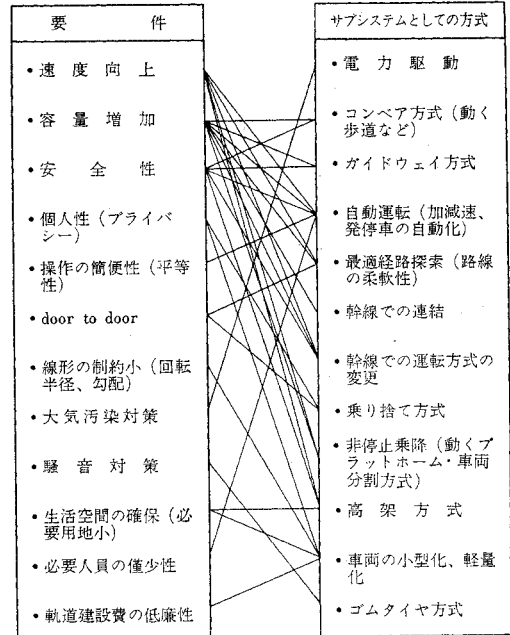 要件
・速度向上
・容量増加
・安全性
・個人性(プライバ
シー)
・操作の簡便性(平等
性)
・door to door
・線形の制約小(回転
半径、勾配)
・大気汚染対策
・騒音対策
・生活空間の確保(必
要用地小)
・必要人員の僅少性
・軌道建設費の低廉性
サブシステムとしての方式
・電力駆動
・コンベア方式(動く
歩道など)
・ガイドウェイ方式
・自動運転(加減速、
発停車の自動化)
・最適経路探索(路線
の柔軟性)
・幹線での連結
・幹線での運転方式の
変更
・乗り捨て方式
・非停止乗降(動くプ
ラットホーム・車両
分割方式)
・高架方式
・車両の小型化、軽量
化
・ゴムタイヤ方式